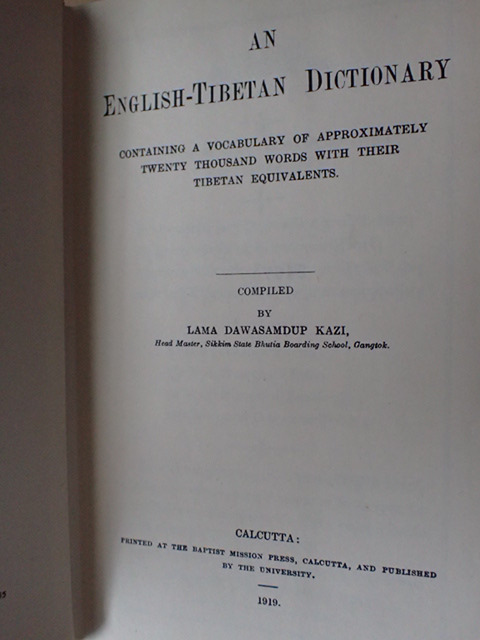 AN
ENGLISH-TIBETAN DICTIONARY
CONTAINING A VOCABULARY OF APPROXIMATELY
TWENTY THOUSAND WORDS WITH THEIR
TIBETAN EQUIVALENTS.
COMPILED
BY
LAMA DAWASAMDUP KAZI,
Head Master, Sikkim State Bhutia Boarding School, Gangtok.
CALCUTTA:
PRINTED AT THE BAPTIST MISSION PRESS, CALCUTTA, AND PUBLISHED
BY THE UNIVERSITY.
1919.